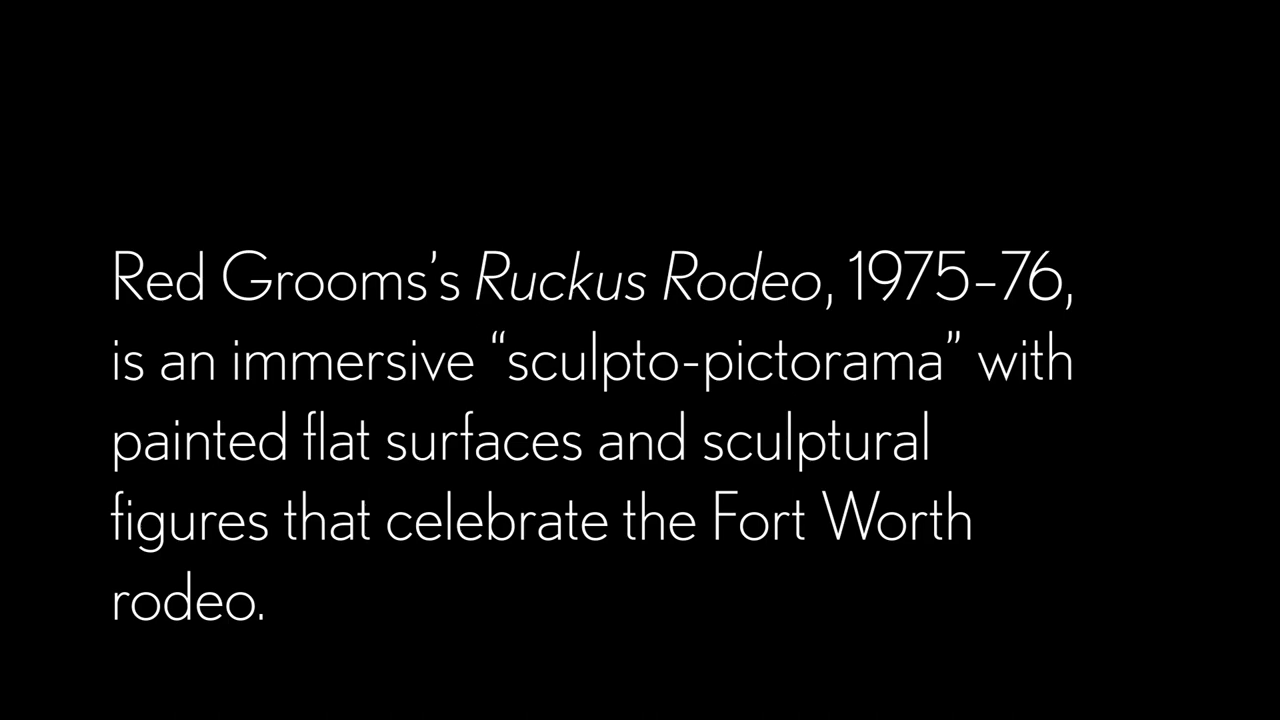 Red Grooms’s Ruckus Rodeo, 1975–76,
is an immersive “sculpto-pictorama” with
painted flat surfaces and sculptural
figures that celebrate the Fort Worth
rodeo.